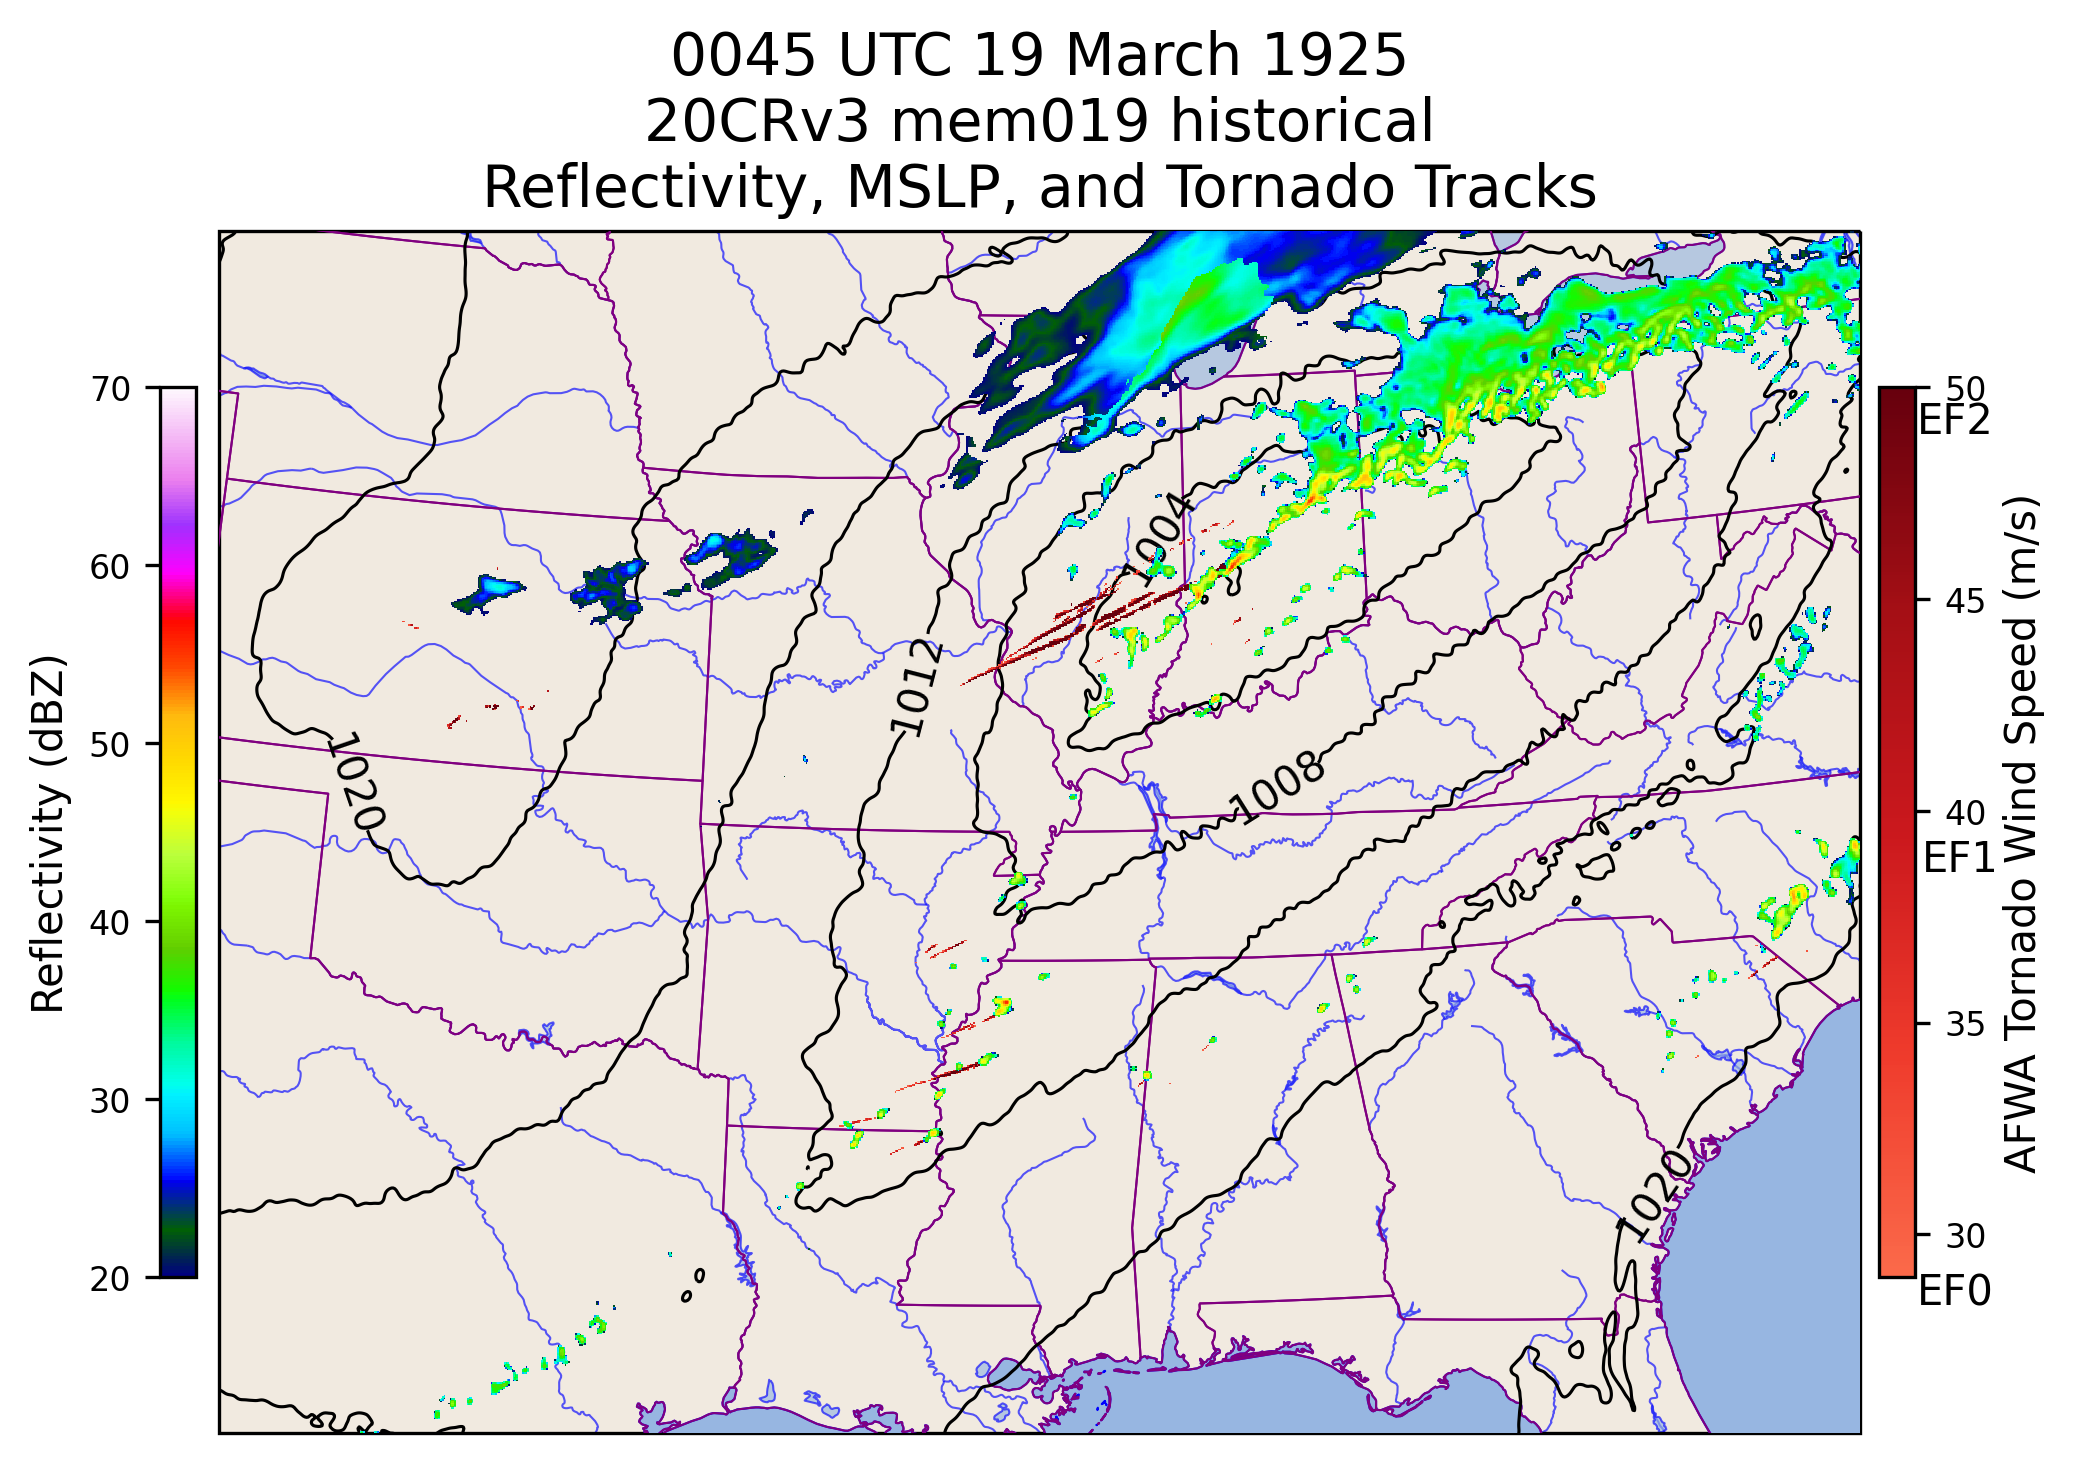 0045 UTC 19 March 1925
20CRv3 mem019 historical
Reflectivity, MSLP, and Tornado Tracks
Reflectivity (dBZ)
70
60
50
40
30
20
1004
1012
1020
1008
1020
50
EF2
45
40
EF1
35
30
EF0
AFWA Tornado Wind Speed (m/s)